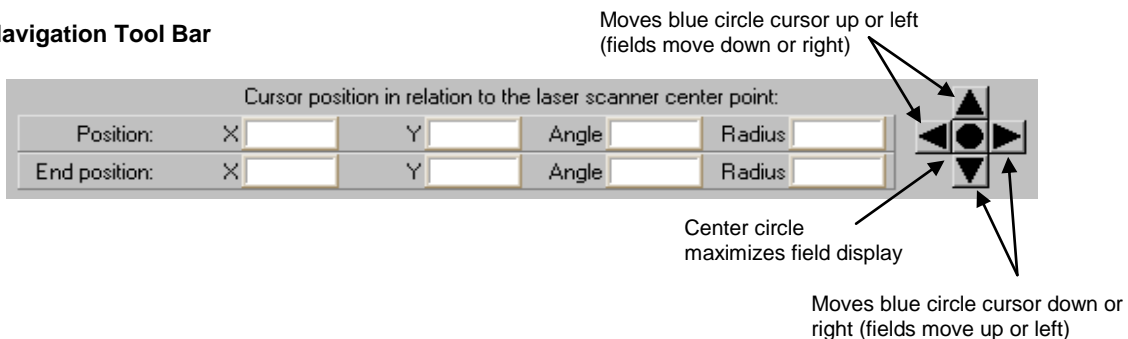 Moves blue circle cursor up or left
(fields move down or right)
Navigation Tool Bar
Cursor position in relation to the laser scanner center point:
Position: X Y Angle Radius
End position: X Y Angle Radius
Center circle
maximizes field display
Moves blue circle cursor down or
right (fields move up or left)